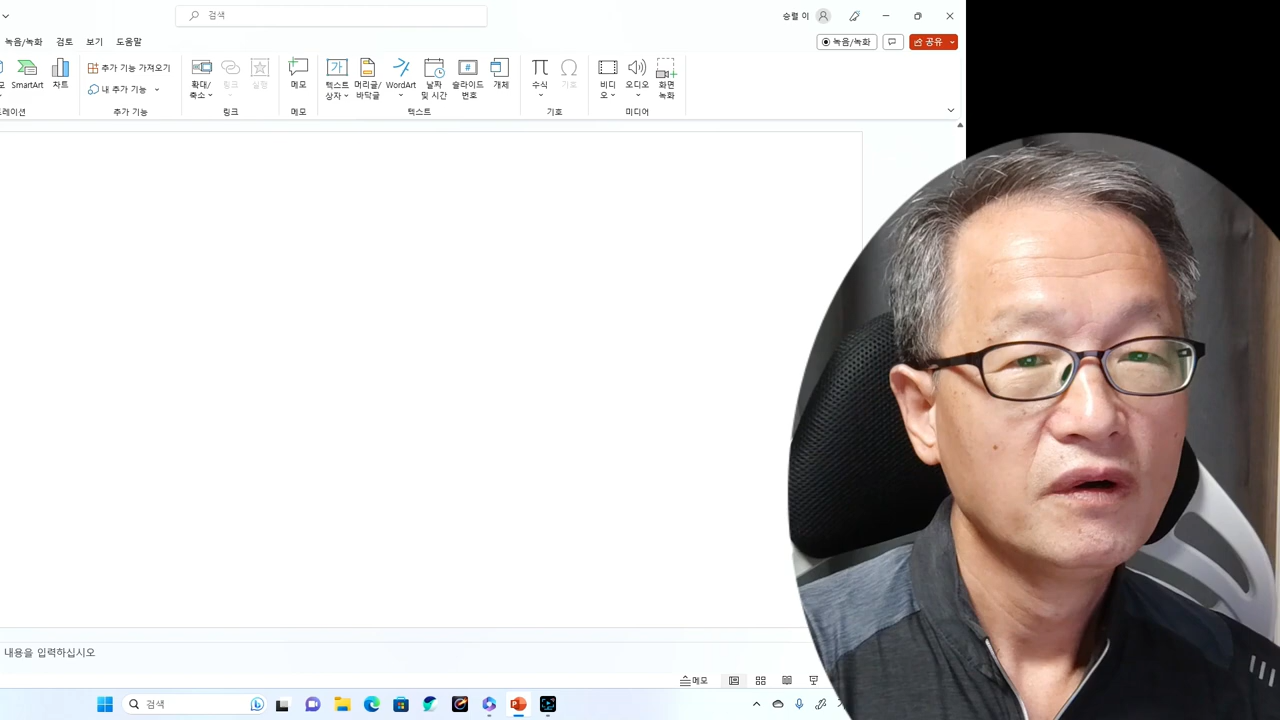 검색
승렬 이
녹음/녹화 검토 보기 도움말
녹음/녹화 공유
SmartArt 차트
추가 기능 가져오기
내 추가 기능
확대/축소
링크
실행
메모
텍스트 상자
머리글/바닥글
WordArt
날짜 및 시간
슬라이드 번호
개체
수식
기호
비디오
오디오
화면 녹화
추가 기능 링크 메모 텍스트 기호 미디어
내용을 입력하십시오
메모
검색